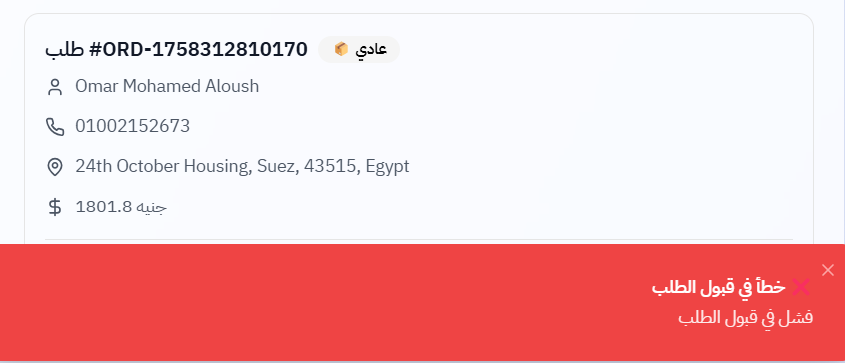 طلب #ORD-1758312810170 عادي
Omar Mohamed Aloush
01002152673
24th October Housing, Suez, 43515, Egypt
1801.8 جنيه
خطأ في قبول الطلب
فشل في قبول الطلب